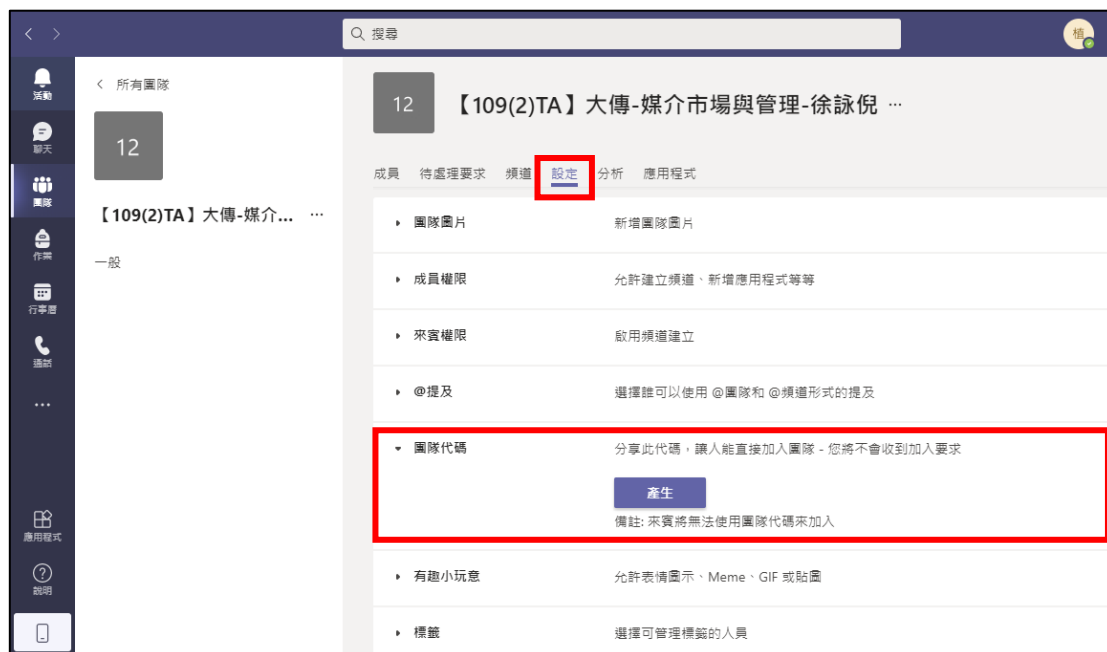 搜尋
植
活動
聊天
團隊
作業
行事曆
通話
...
應用程式
說明
所有團隊
12
【109(2)TA】大傳-媒介... ...
一般
12 【109(2)TA】大傳-媒介市場與管理-徐詠倪 ...
成員 待處理要求 頻道 設定 分析 應用程式
團隊圖片 新增團隊圖片
成員權限 允許建立頻道、新增應用程式等等
來賓權限 啟用頻道建立
@提及 選擇誰可以使用 @團隊和 @頻道形式的提及
團隊代碼 分享此代碼，讓人能直接加入團隊 - 您將不會收到加入要求
產生
備註: 來賓將無法使用團隊代碼來加入
有趣小玩意 允許表情圖示、Meme、GIF 或貼圖
標籤 選擇可管理標籤的人員